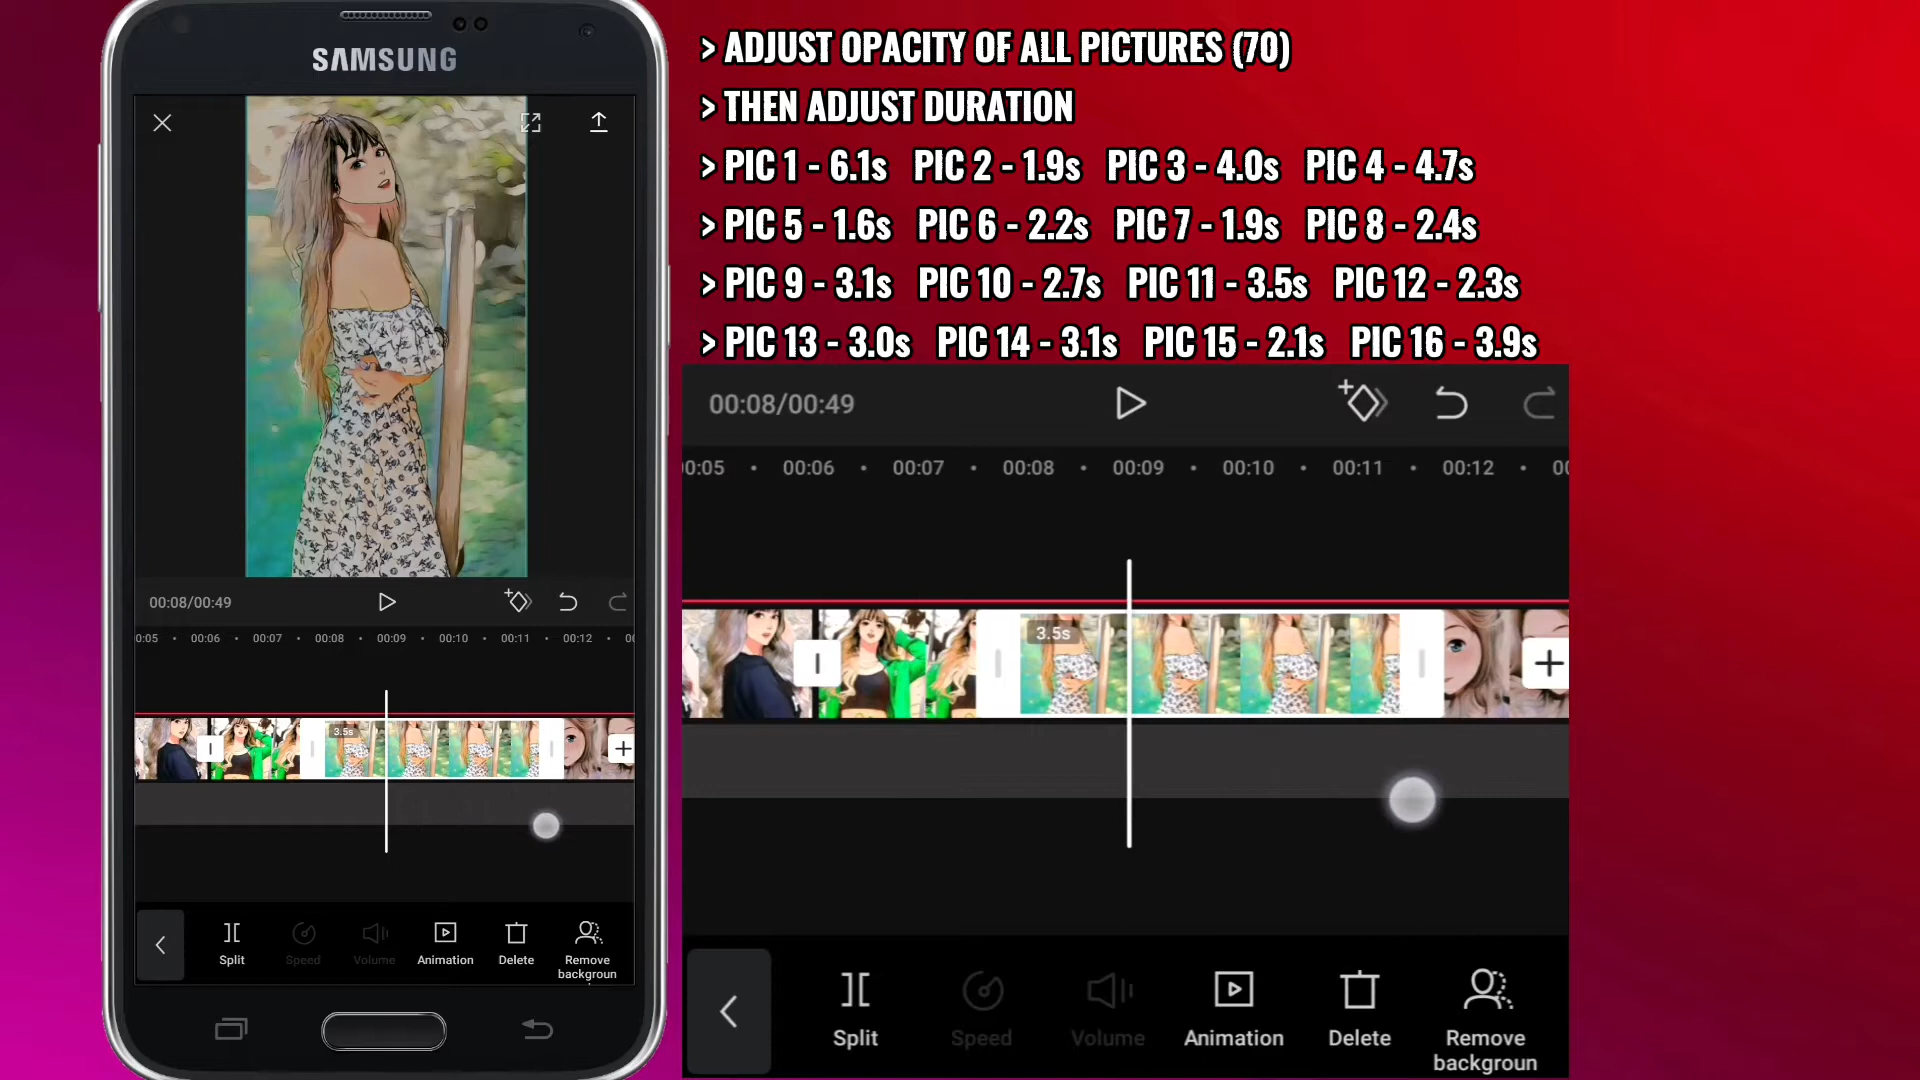 SAMSUNG
> ADJUST OPACITY OF ALL PICTURES (70)
> THEN ADJUST DURATION
> PIC 1 - 6.1s PIC 2 - 1.9s PIC 3 - 4.0s PIC 4 - 4.7s
> PIC 5 - 1.6s PIC 6 - 2.2s PIC 7 - 1.9s PIC 8 - 2.4s
> PIC 9 - 3.1s PIC 10 - 2.7s PIC 11 - 3.5s PIC 12 - 2.3s
> PIC 13 - 3.0s PIC 14 - 3.1s PIC 15 - 2.1s PIC 16 - 3.9s
00:08/00:49
0:05 00:06 00:07 00:08 00:09 00:10 00:11 00:12 00
3.5s
Split Speed Volume Animation Delete Remove
backgroun
00:08/00:49
0:05 00:06 00:07 00:08 00:09 00:10 00:11 00:12 00
3.5s
Split Speed Volume Animation Delete Remove
backgroun